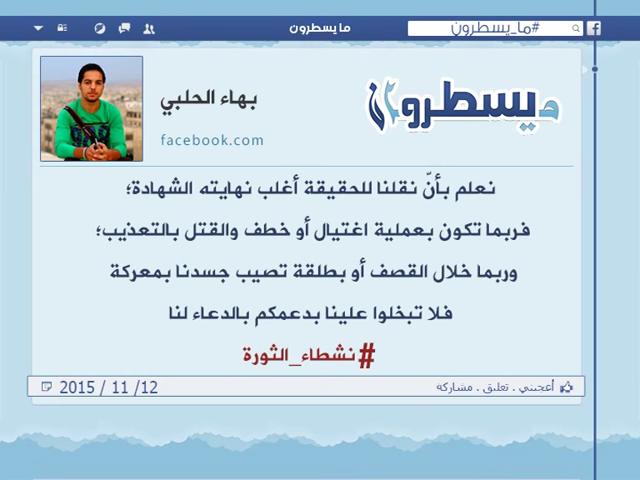 #ما_يسطرون
ما يسطرون
ما يسطرون
بهاء الحلبي
facebook.com
نعلم بأنّ نقلنا للحقيقة أغلب نهايته الشهادة؛
فربما تكون بعملية اغتيال أو خطف والقتل بالتعذيب؛
وربما خلال القصف أو بطلقة تصيب جسدنا بمعركة
فلا تبخلوا علينا بدعمكم بالدعاء لنا
#نشطاء_الثورة
أعجبني . تعليق . مشاركة
2015 / 11 /12